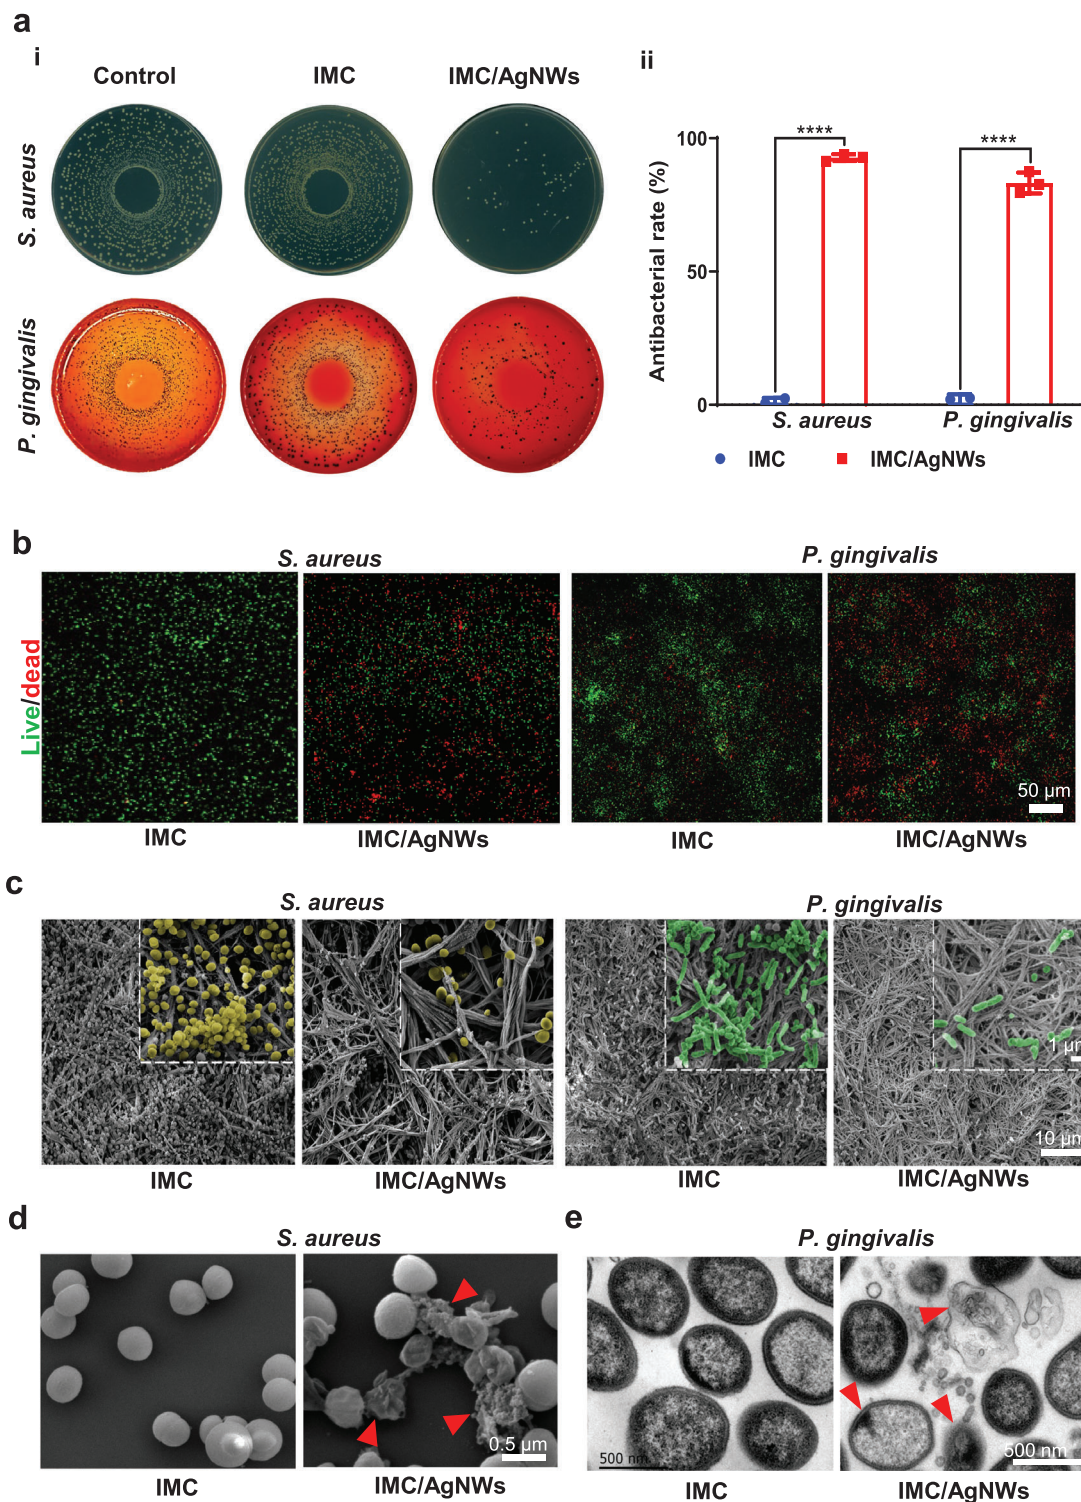 a
i
Control
IMC
IMC/AgNWs
S. aureus
P. gingivalis
ii
Antibacterial rate (%)
100
50
0
****
****
S. aureus
P. gingivalis
IMC
IMC/AgNWs
b
S. aureus
P. gingivalis
Live/dead
50 µm
IMC
IMC/AgNWs
IMC
IMC/AgNWs
c
S. aureus
P. gingivalis
1 µm
10 µm
IMC
IMC/AgNWs
IMC
IMC/AgNWs
d
S. aureus
0.5 µm
IMC
IMC/AgNWs
e
P. gingivalis
500 nm
500 nm
IMC
IMC/AgNWs